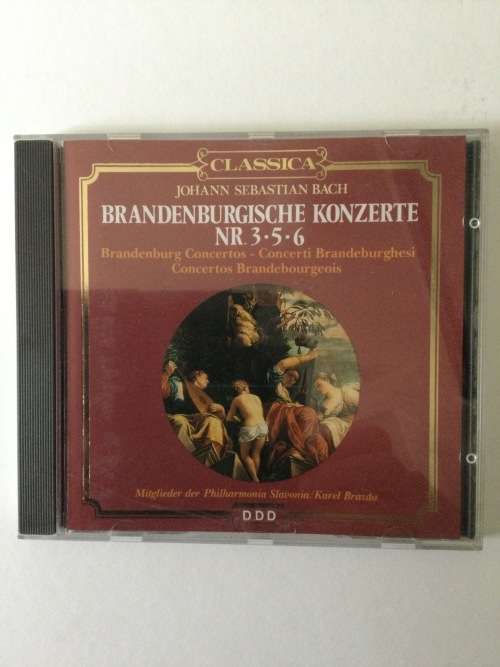 CLASSICA
JOHANN SEBASTIAN BACH
BRANDENBURGISCHE KONZERTE
NR. 3·5·6
Brandenburg Concertos - Concerti Brandeburghesi
Concertos Brandebourgeois
Mitglieder der Philharmonia Slavonia/Karel Brazda
DDD